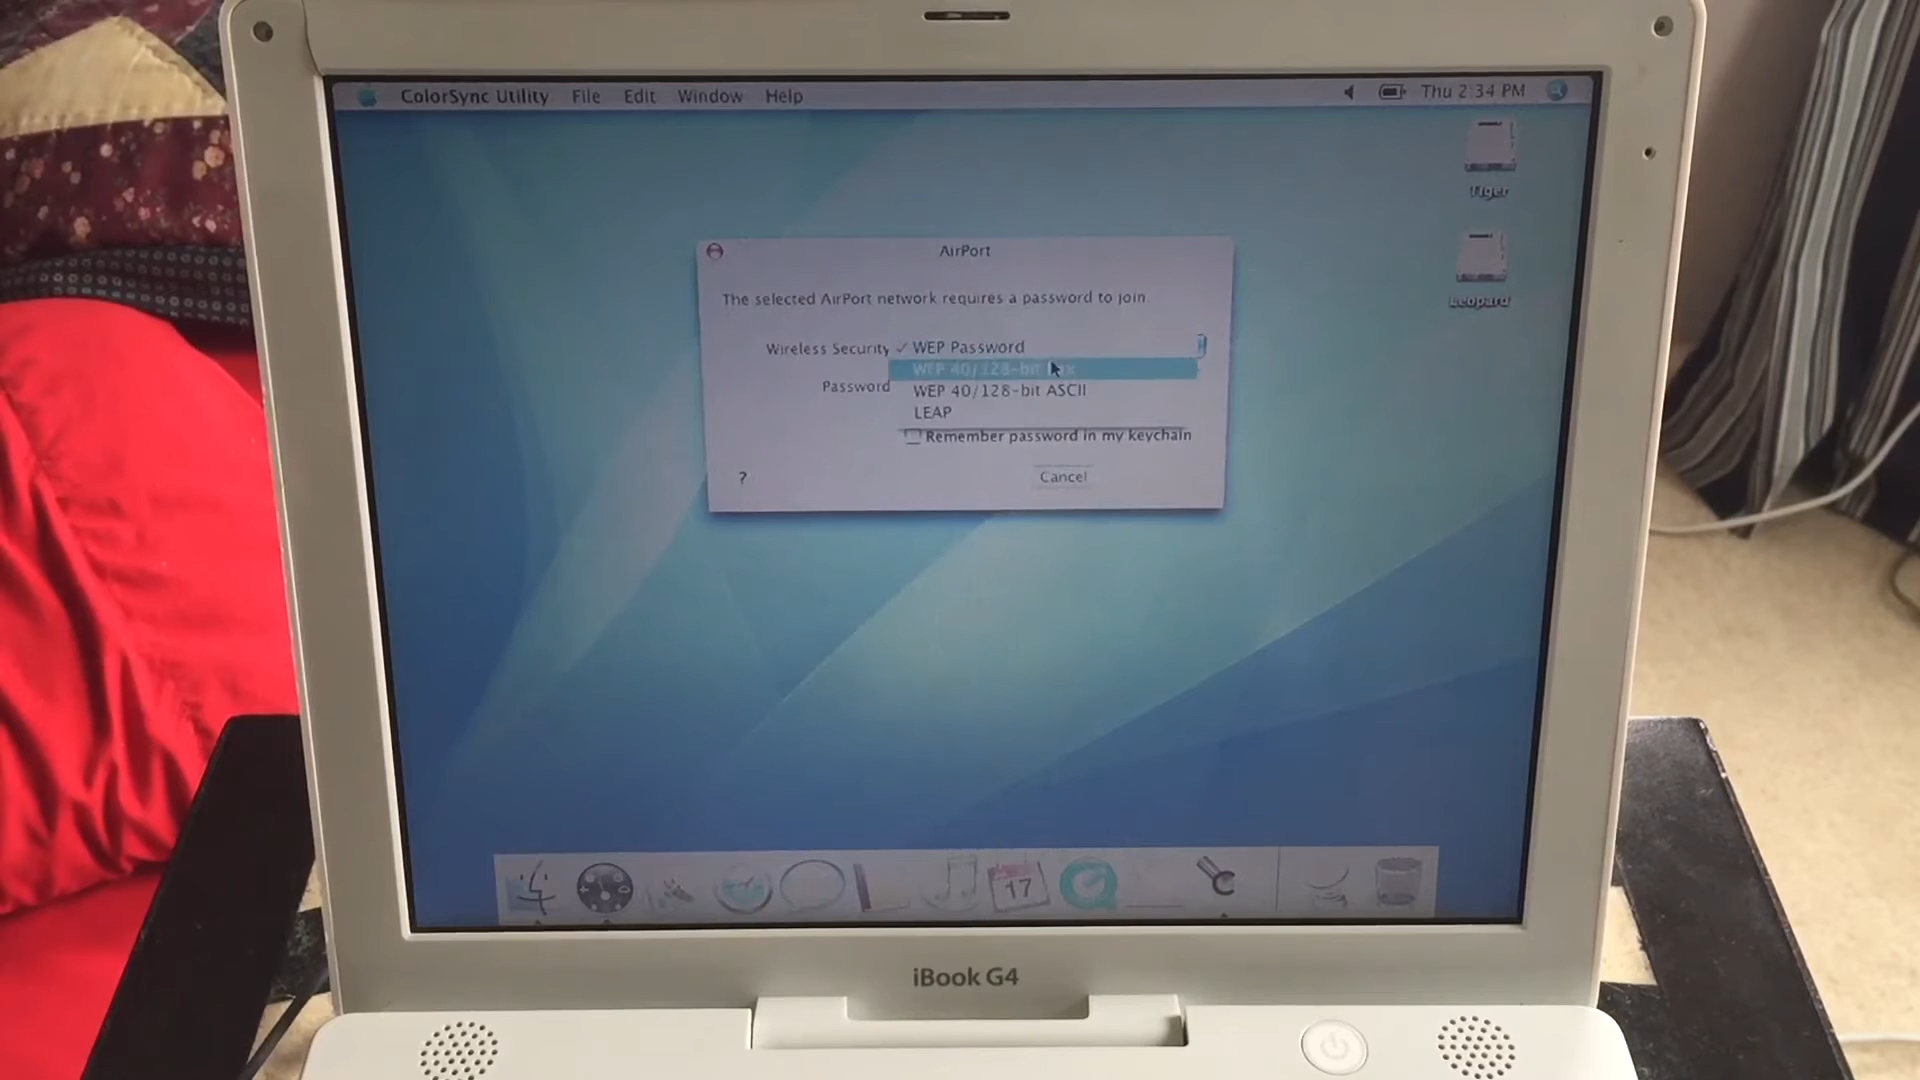 ColorSync Utility File Edit Window Help Thu 2:34 PM
Tiger
Leopard
AirPort
The selected AirPort network requires a password to join
Wireless Security ✓ WEP Password
WEP 40/128-bit
Password
WEP 40/128-bit ASCII
LEAP
Remember password in my keychain
? Cancel
17
iBook G4